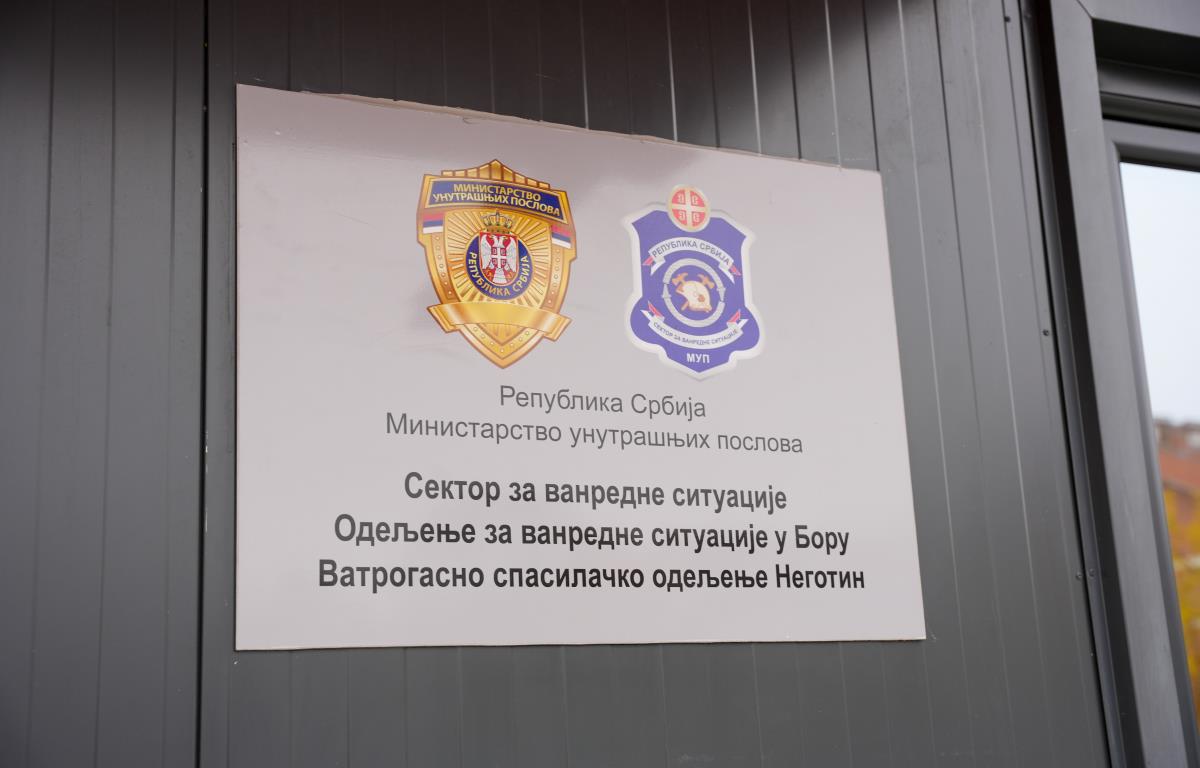 МИНИСТАРСТВО
УНУТРАШЊИХ ПОСЛОВА
РЕПУБЛИКА СРБИЈА
РЕПУБЛИКА СРБИЈА
СЕКТОР ЗА ВАНРЕДНЕ СИТУАЦИЈЕ
МУП
Република Србија
Министарство унутрашњих послова
Сектор за ванредне ситуације
Одељење за ванредне ситуације у Бору
Ватрогасно спасилачко одељење Неготин